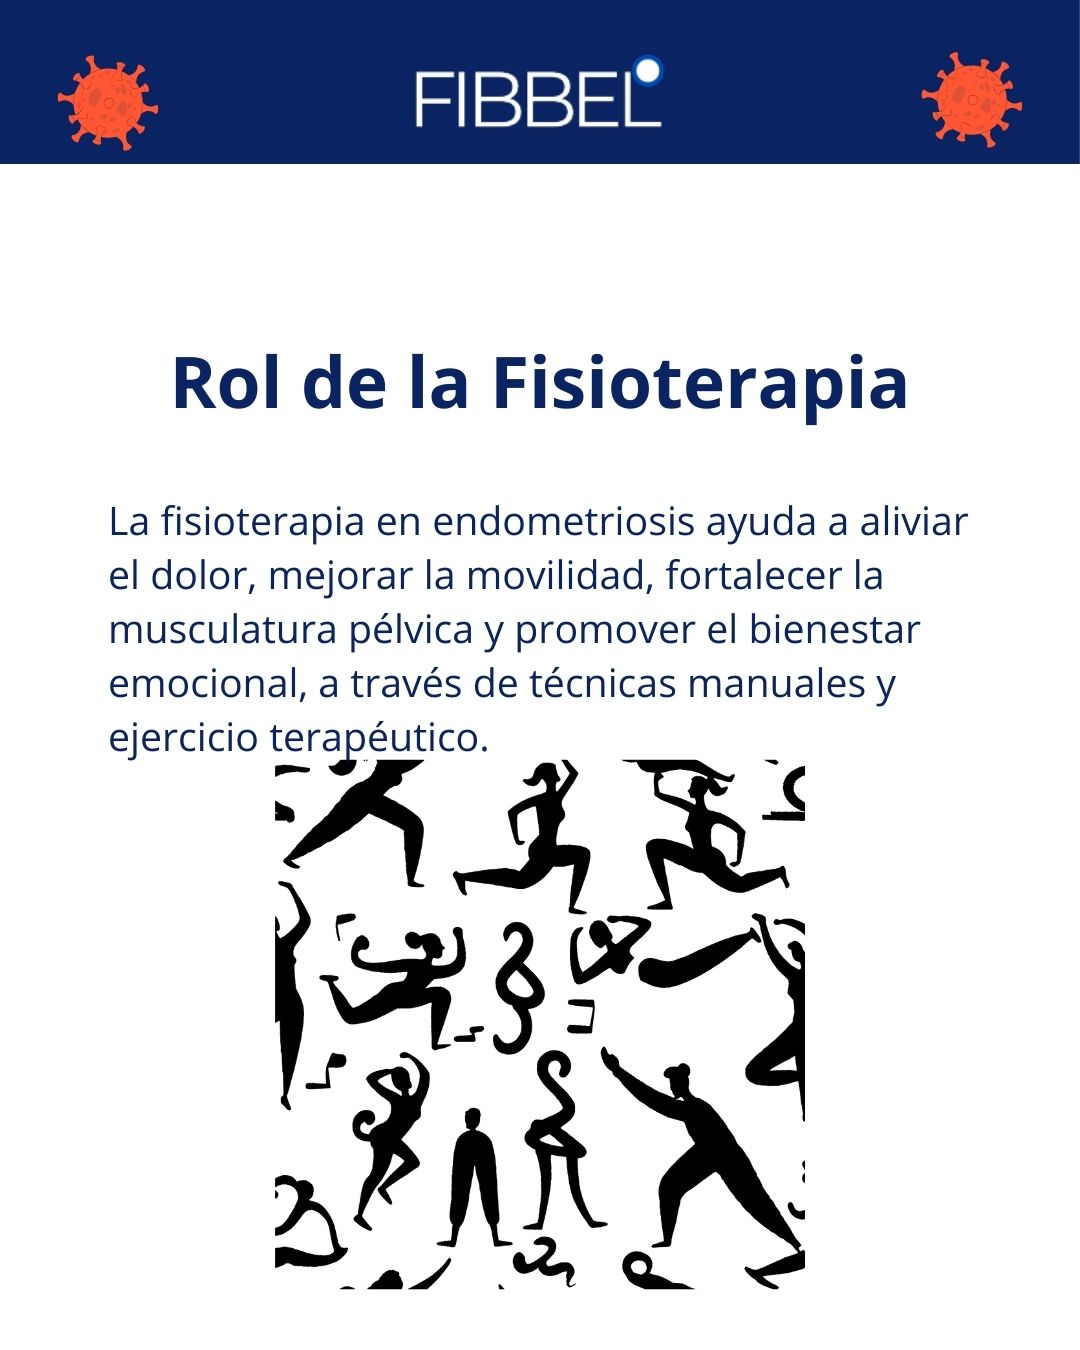 FIBBEL
Rol de la Fisioterapia
La fisioterapia en endometriosis ayuda a aliviar
el dolor, mejorar la movilidad, fortalecer la
musculatura pélvica y promover el bienestar
emocional, a través de técnicas manuales y
ejercicio terapéutico.